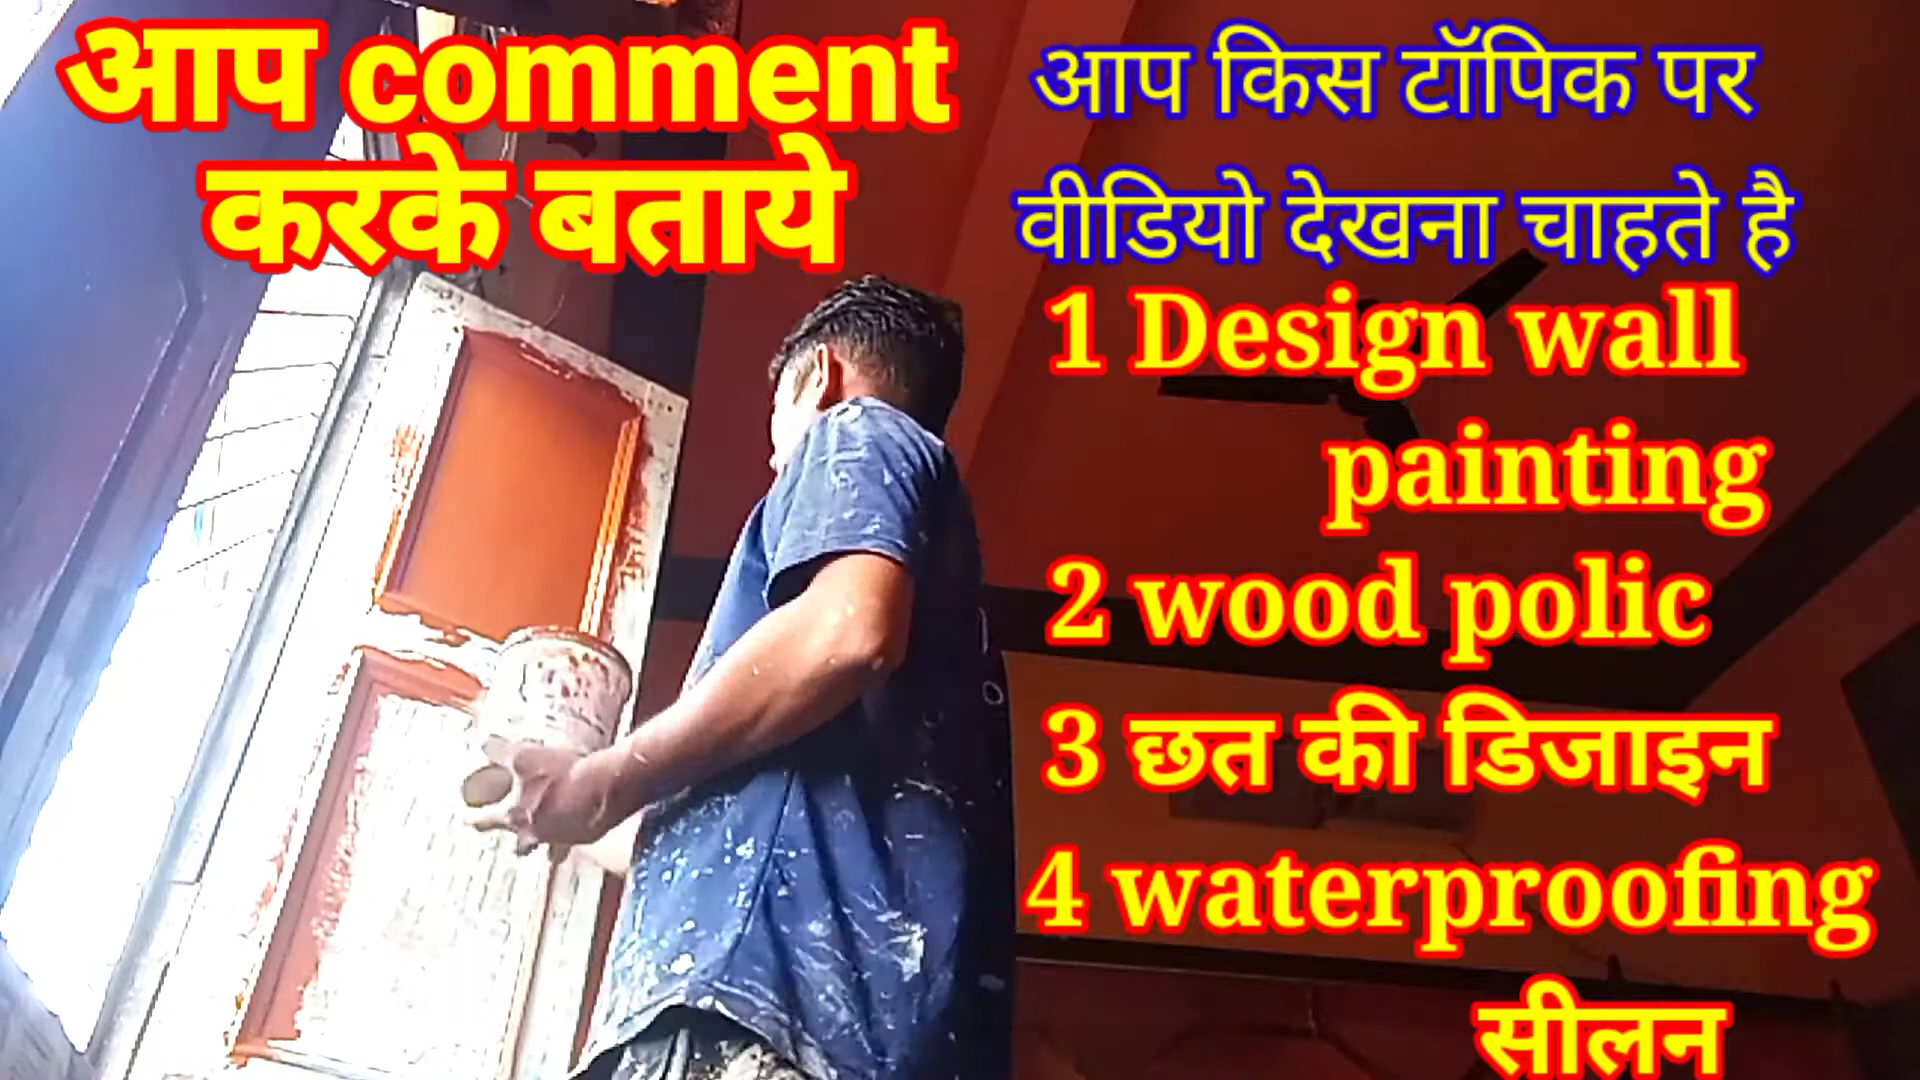 आप comment
करके बताये
आप किस टॉपिक पर
वीडियो देखना चाहते है
1 Design wall
painting
2 wood polic
3 छत की डिजाइन
4 waterproofing
सीलन